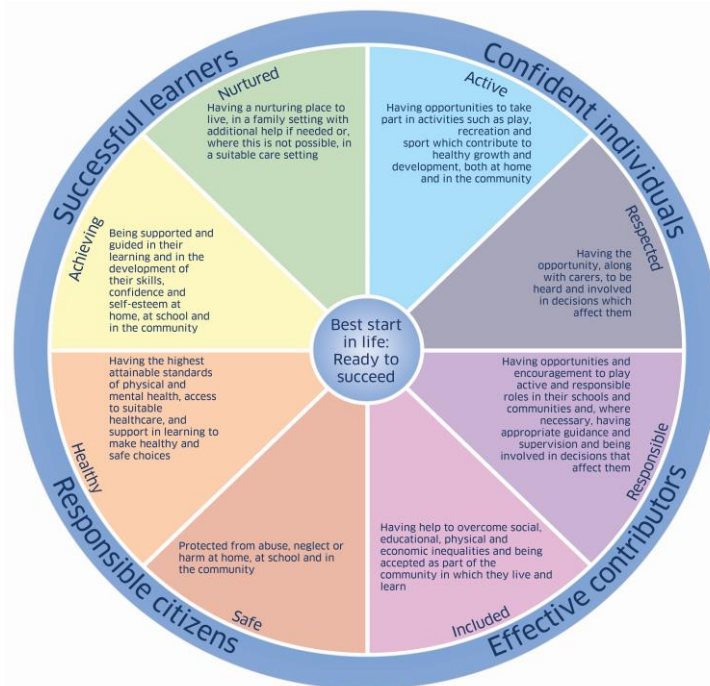 Successful learners
Confident individuals
Nurtured
Having a nurturing place to
live, in a family setting with
additional help if needed or,
where this is not possible, in
a suitable care setting
Active
Having opportunities to take
part in activities such as play,
recreation and
sport which contribute to
healthy growth and
development, both at home
and in the community
Achieving
Being supported and
guided in their
learning and in the
development of
their skills,
confidence and
self-esteem at
home, at school and
in the community
Respected
Having the
opportunity, along
with carers, to be
heard and involved
in decisions which
affect them
Best start
in life:
Ready to
succeed
Healthy
Having the highest
attainable standards
of physical and
mental health, access
to suitable
healthcare, and
support in learning to
make healthy and
safe choices
Responsible
Having opportunities and
encouragement to play
active and responsible
roles in their schools and
communities and, where
necessary, having
appropriate guidance and
supervision and being
involved in decisions that
affect them
Protected from abuse, neglect or
harm at home, at school and in
the community
Safe
Having help to overcome social,
educational, physical and
economic inequalities and being
accepted as part of the
community in which they live and
learn
Included
Responsible citizens
Effective contributors